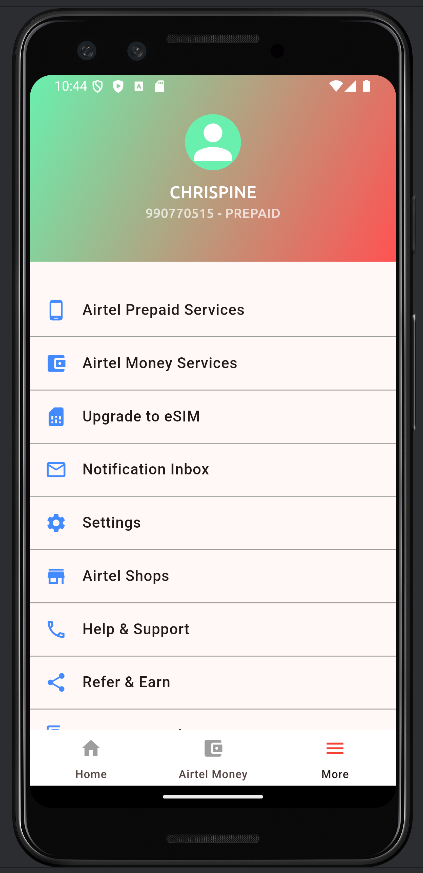 10:44
CHRISPINE
990770515 - PREPAID
Airtel Prepaid Services
Airtel Money Services
Upgrade to eSIM
Notification Inbox
Settings
Airtel Shops
Help & Support
Refer & Earn
Home
Airtel Money
More